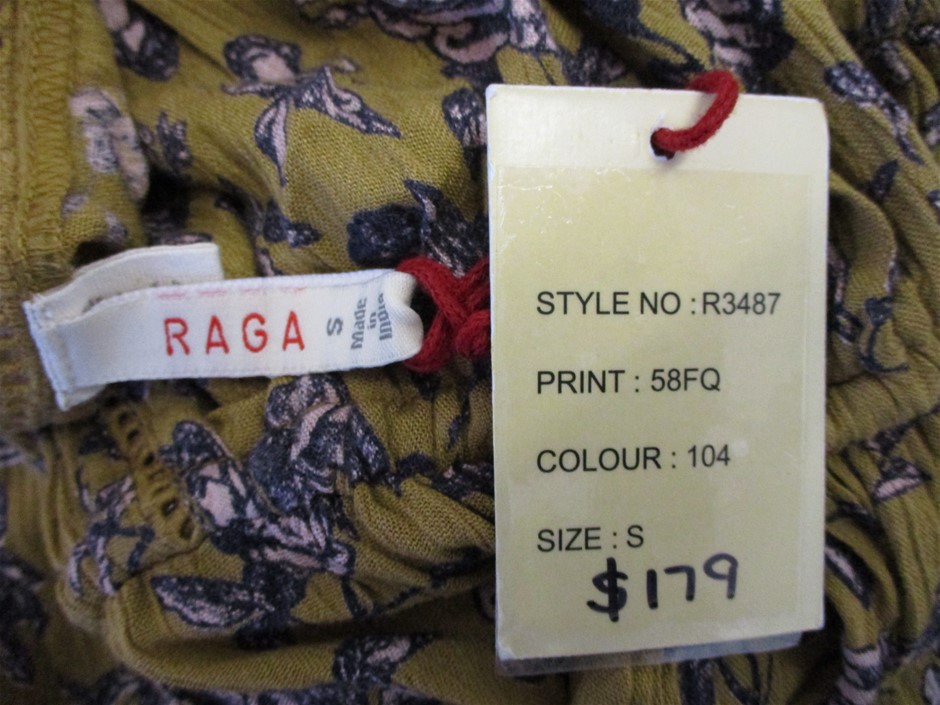 RAGA S
Made
in
India
STYLE NO : R3487
PRINT : 58FQ
COLOUR : 104
SIZE : S
$179